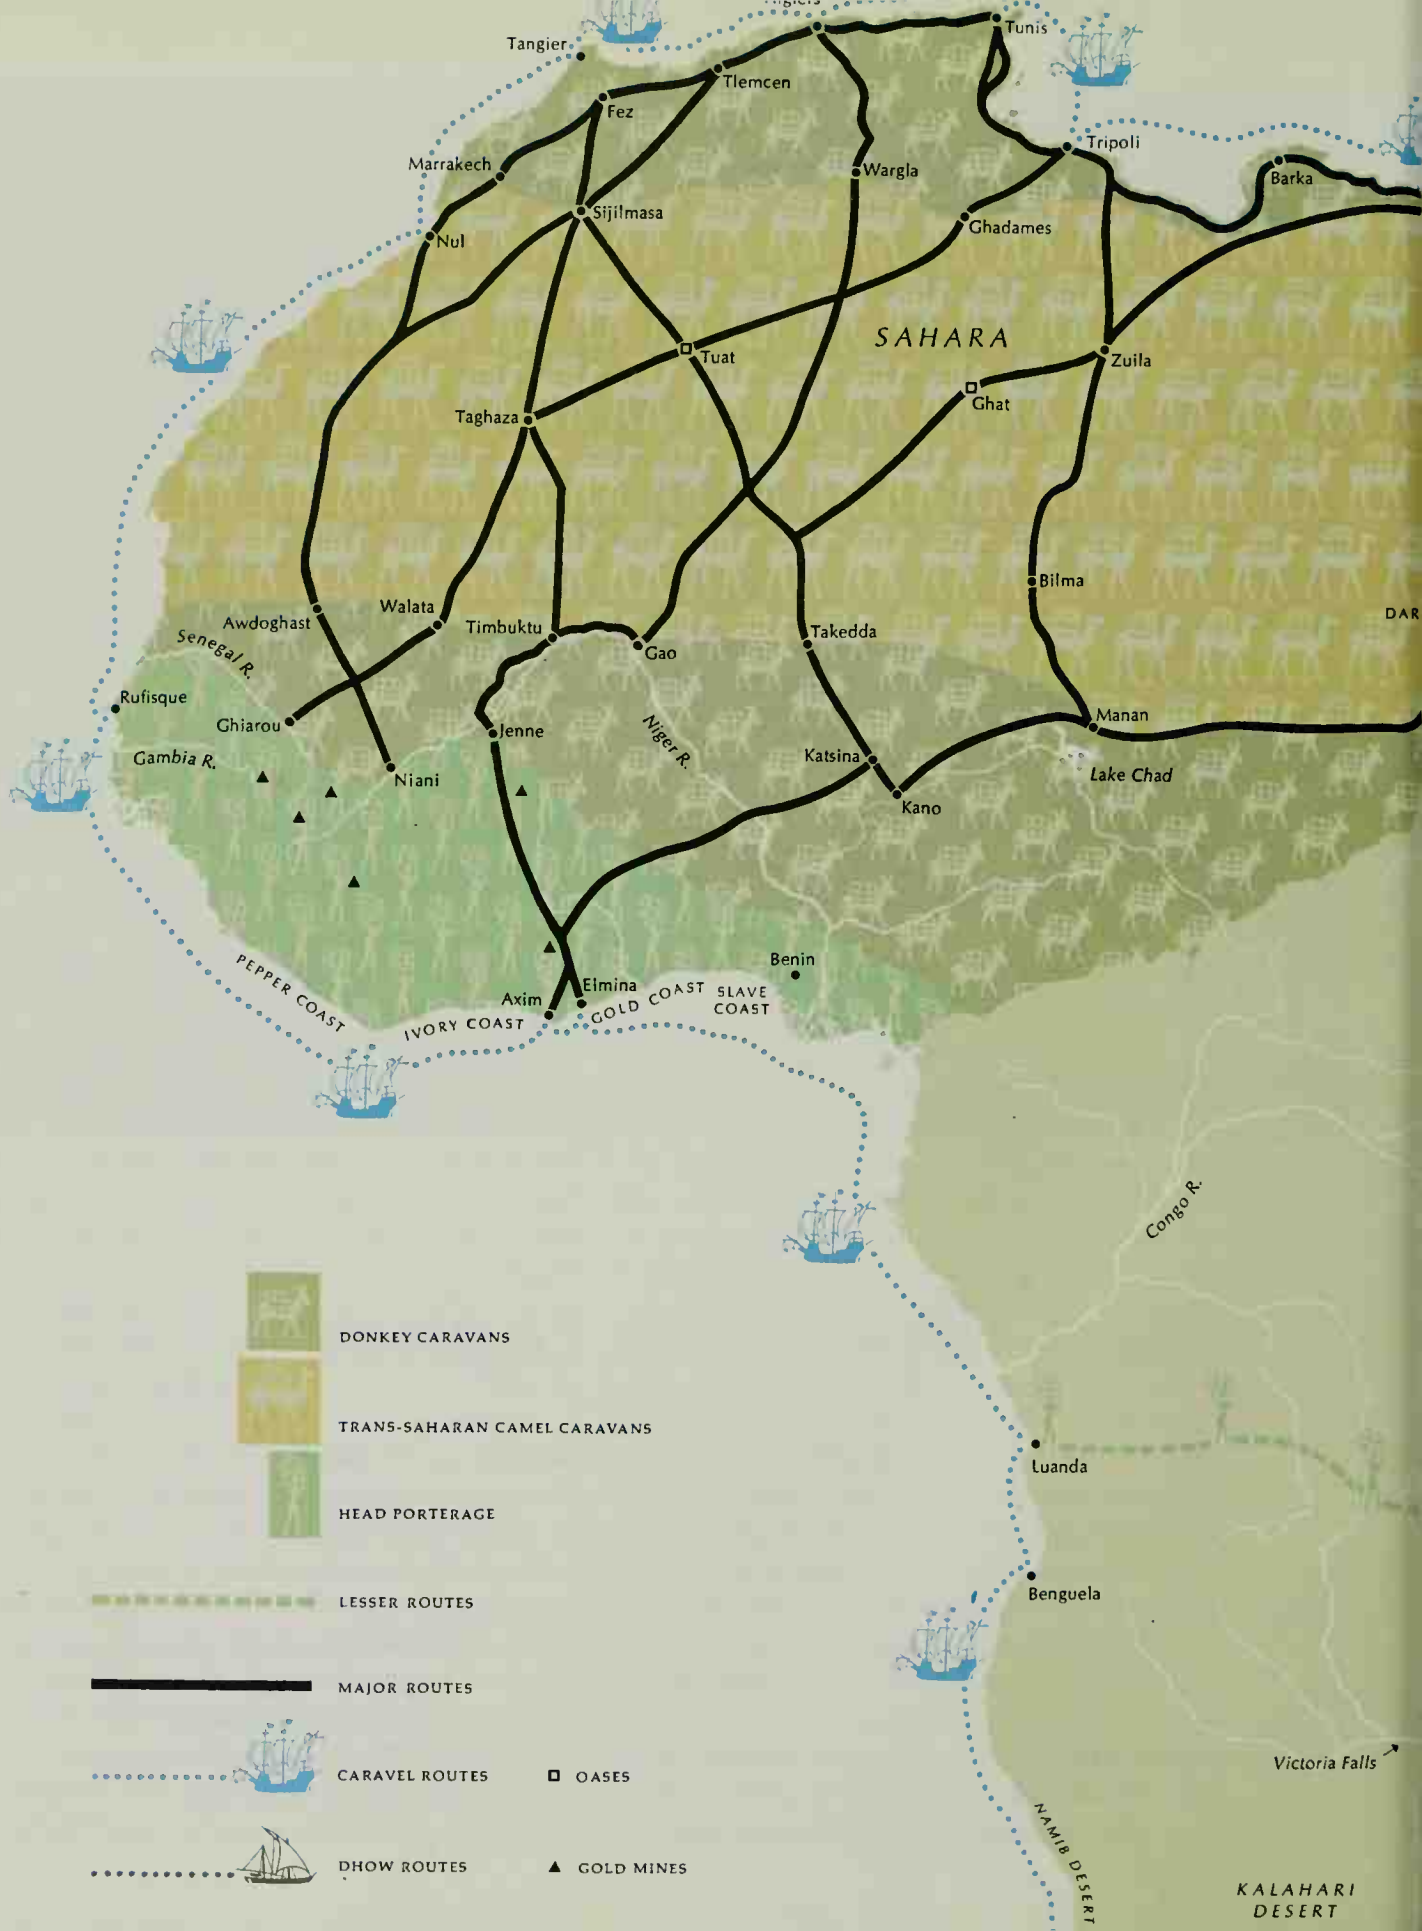 Tunis
Tangier
Tlemcen
Fez
Tripoli
Marrakech
Wargla
Barka
Sijilmasa
Ghadames
Nul
SAHARA
Tuat
Zuila
Ghat
Taghaza
Bilma
Walata
DAR
Awdoghast
Timbuktu
Takedda
Senegal R.
Gao
Rufisque
Ghiarou
Manan
Jenne
Niger R.
Gambia R.
Katsina
Lake Chad
Niani
Kano
Benin
PEPPER COAST
Axim
Elmina
GOLD COAST
SLAVE
COAST
IVORY COAST
Congo R.
DONKEY CARAVANS
TRANS-SAHARAN CAMEL CARAVANS
Luanda
HEAD PORTERAGE
Benguela
LESSER ROUTES
MAJOR ROUTES
Victoria Falls
CARAVEL ROUTES
OASES
NAMIB DESERT
DHOW ROUTES
GOLD MINES
KALAHARI
DESERT